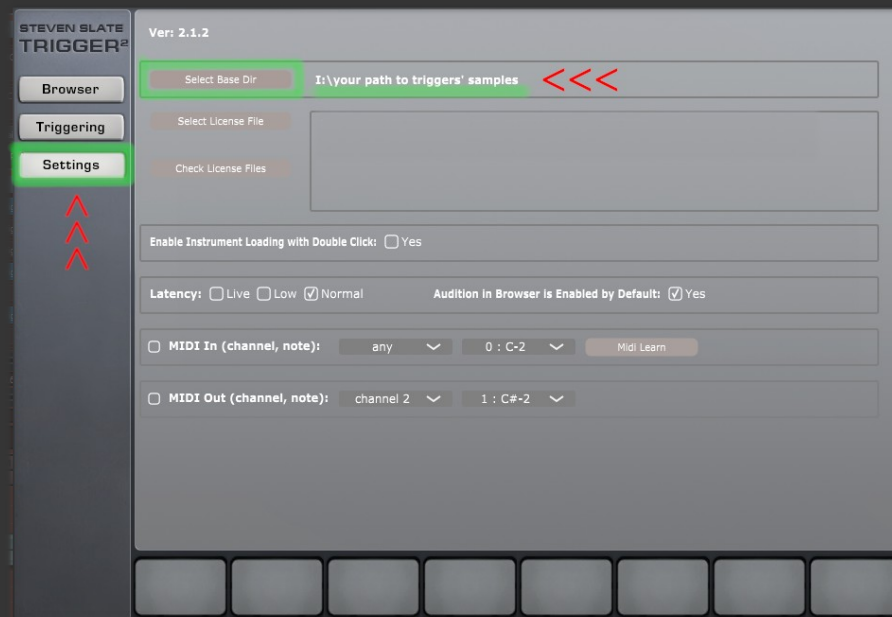 STEVEN SLATE
TRIGGER²
Browser
Triggering
Settings
Ver: 2.1.2
Select Base Dir I:\your path to triggers' samples <<<
Select License File
Check License Files
Enable Instrument Loading with Double Click: Yes
Latency: Live Low Normal Audition in Browser is Enabled by Default: Yes
MIDI In (channel, note): any 0 : C-2 Midi Learn
MIDI Out (channel, note): channel 2 1 : C#-2